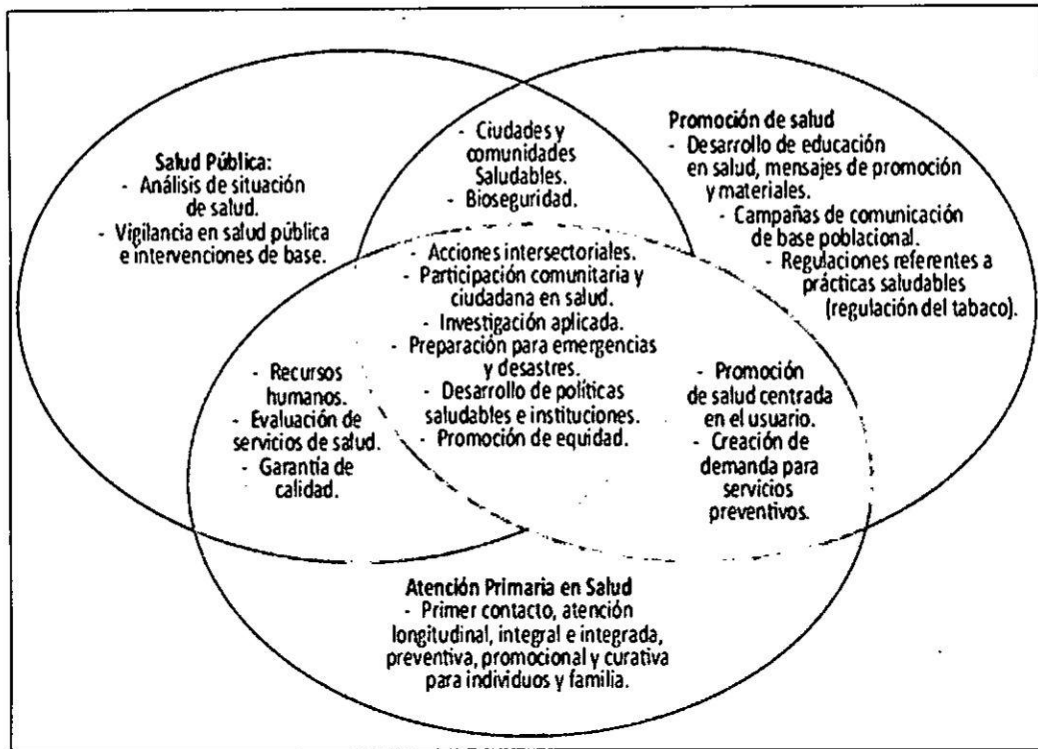 Salud Pública:
- Análisis de situación
de salud.
- Vigilancia en salud pública
e intervenciones de base.
- Ciudades y
comunidades
Saludables.
- Bioseguridad.
Promoción de salud
- Desarrollo de educación
en salud, mensajes de promoción
y materiales.
- Campañas de comunicación
de base poblacional.
- Regulaciones referentes a
prácticas saludables
(regulación del tabaco).
- Acciones intersectoriales.
- Participación comunitaria y
ciudadana en salud.
- Investigación aplicada.
- Preparación para emergencias
y desastres.
- Desarrollo de políticas
saludables e instituciones.
- Promoción de equidad.
- Recursos
humanos.
- Evaluación de
servicios de salud.
- Garantía de
calidad.
- Promoción
de salud centrada
en el usuario.
- Creación de
demanda para
servicios
preventivos.
Atención Primaria en Salud
- Primer contacto, atención
longitudinal, integral e integrada,
preventiva, promocional y curativa
para individuos y familia.